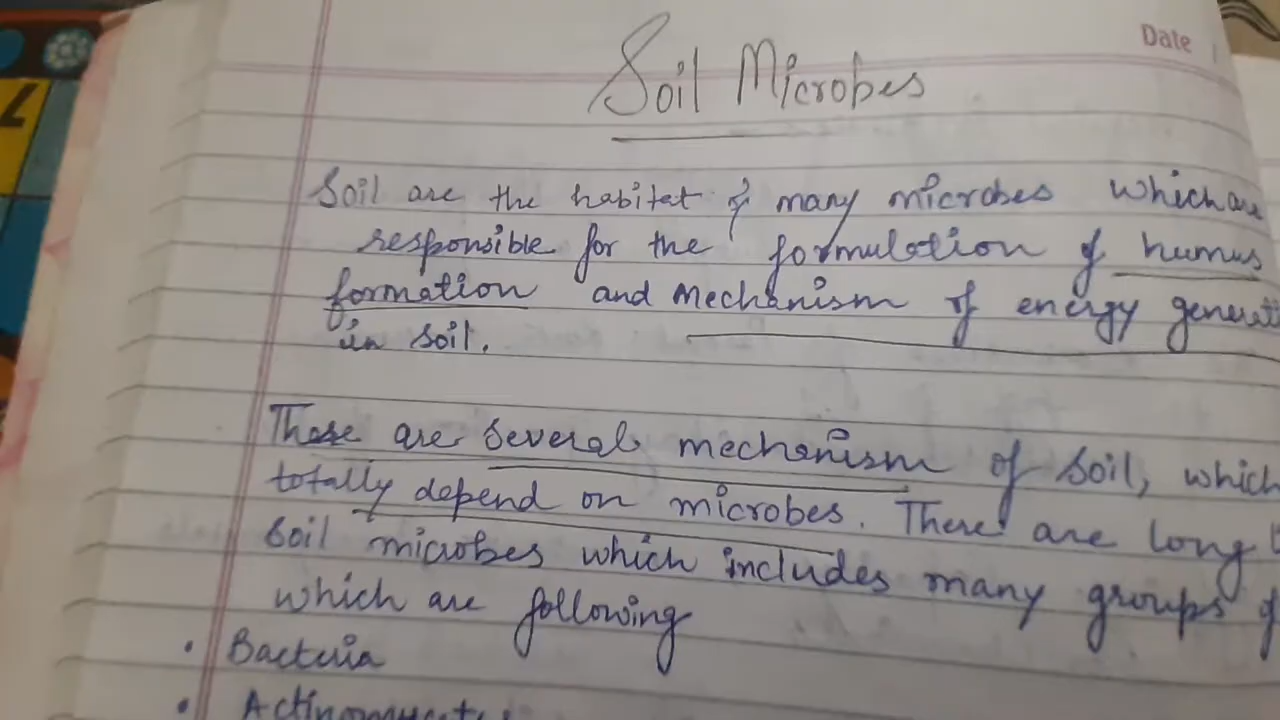 Date
Soil Microbes
Soil are the habitat of many microbes which are
responsible for the formulation of humus
formation and mechanism of energy
in soil.
There are several mechanism of soil, which
totally depend on microbes. There are long
soil microbes which includes many groups of
which are following
• Bacteria